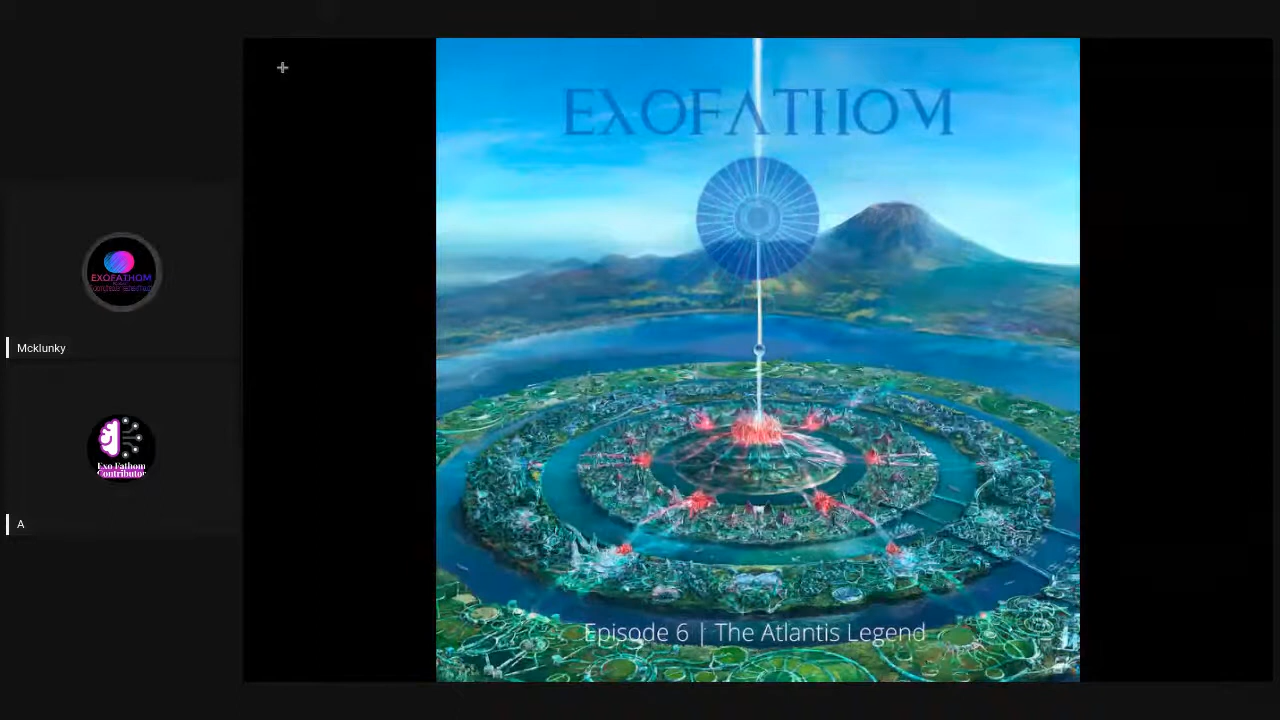 EXOFATHOM
EXOFATHOM
Mcklunky
Exo Fathom
Contributor
A
Episode 6 | The Atlantis Legend